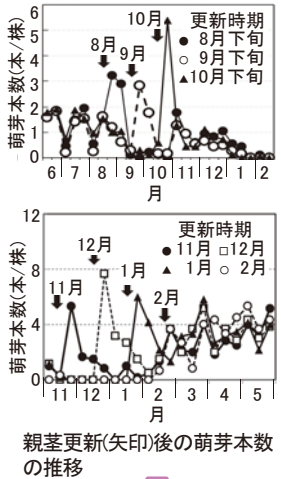 萌芽本数(本/株)
6
5
4
3
2
1
0
8月
9月
10月
更新時期
8月下旬
9月下旬
10月下旬
6 7 8 9 10 11 12 1 2
月
萌芽本数(本/株)
12
8
4
0
11月
12月
1月
2月
更新時期
11月 12月
1月 2月
11 12 1 2 3 4 5
月
親茎更新(矢印)後の萌芽本数
の推移